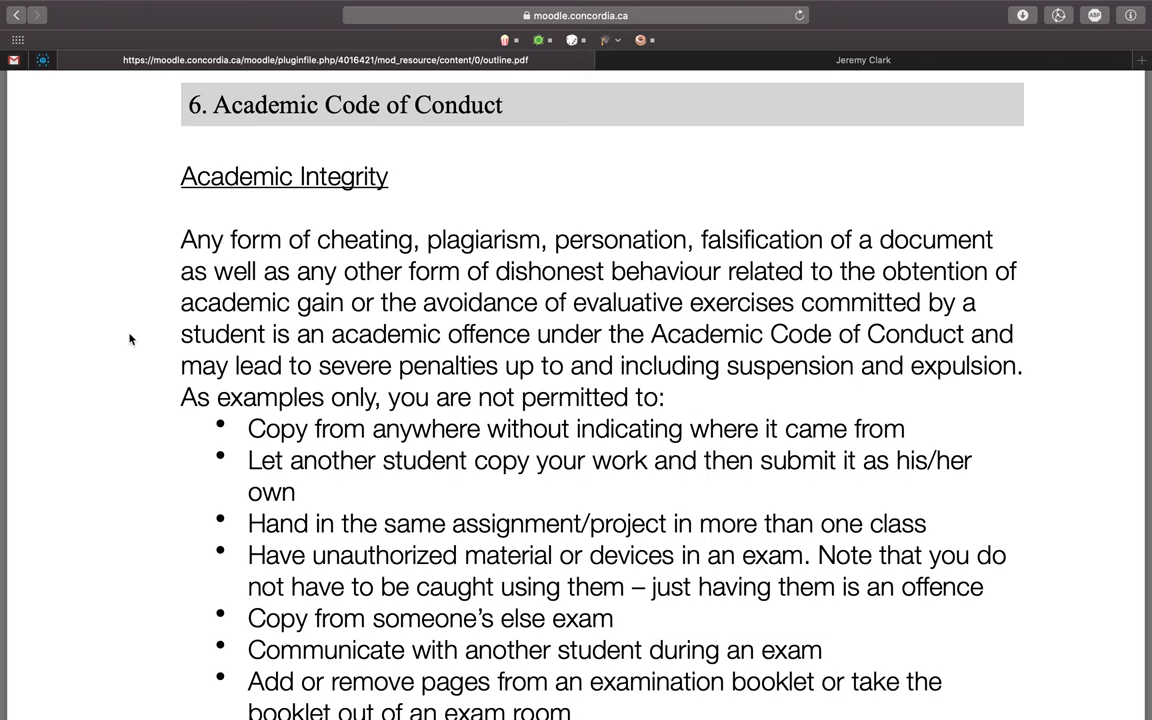 moodle.concordia.ca
ABP
https://moodle.concordia.ca/moodle/pluginfile.php/4016421/mod_resource/content/0/outline.pdf
Jeremy Clark
6. Academic Code of Conduct
Academic Integrity
Any form of cheating, plagiarism, personation, falsification of a document
as well as any other form of dishonest behaviour related to the obtention of
academic gain or the avoidance of evaluative exercises committed by a
student is an academic offence under the Academic Code of Conduct and
may lead to severe penalties up to and including suspension and expulsion.
As examples only, you are not permitted to:
• Copy from anywhere without indicating where it came from
• Let another student copy your work and then submit it as his/her
own
• Hand in the same assignment/project in more than one class
• Have unauthorized material or devices in an exam. Note that you do
not have to be caught using them – just having them is an offence
• Copy from someone’s else exam
• Communicate with another student during an exam
• Add or remove pages from an examination booklet or take the
booklet out of an exam room